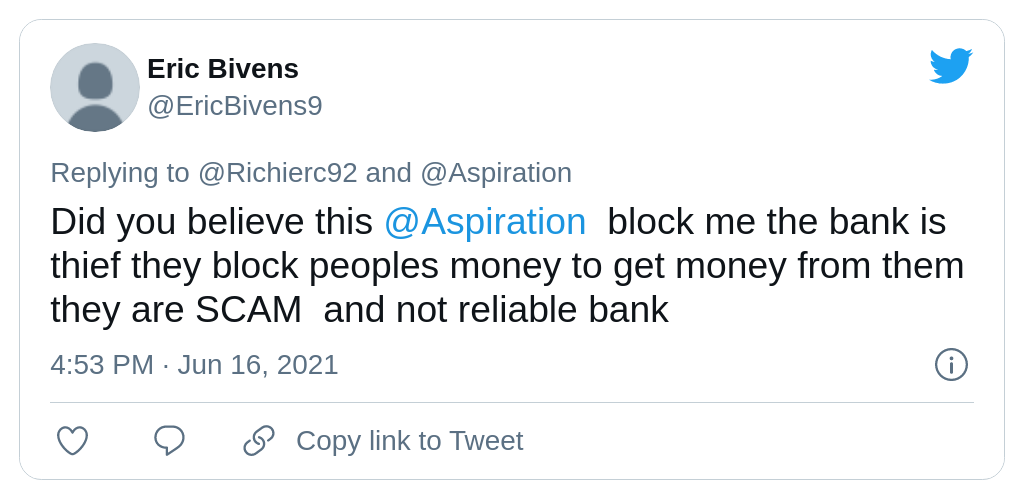 Eric Bivens
@EricBivens9
Replying to @Richierc92 and @Aspiration
Did you believe this @Aspiration  block me the bank is
thief they block peoples money to get money from them
they are SCAM  and not reliable bank
4:53 PM · Jun 16, 2021
Copy link to Tweet